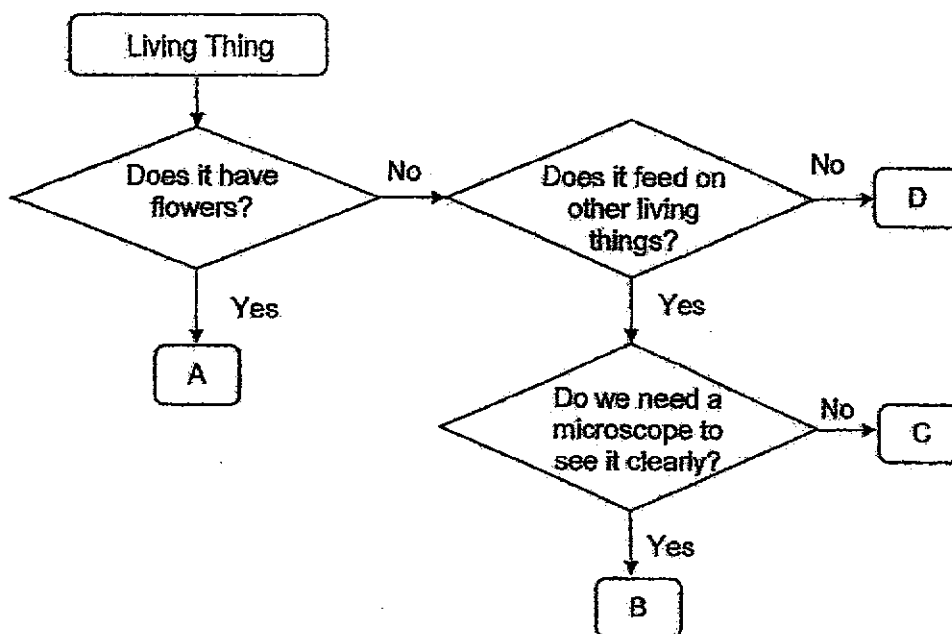 Living Thing
Does it have
flowers?
No
Yes
A
Does it feed on
other living
things?
No
D
Yes
Do we need a
microscope to
see it clearly?
No
C
Yes
B